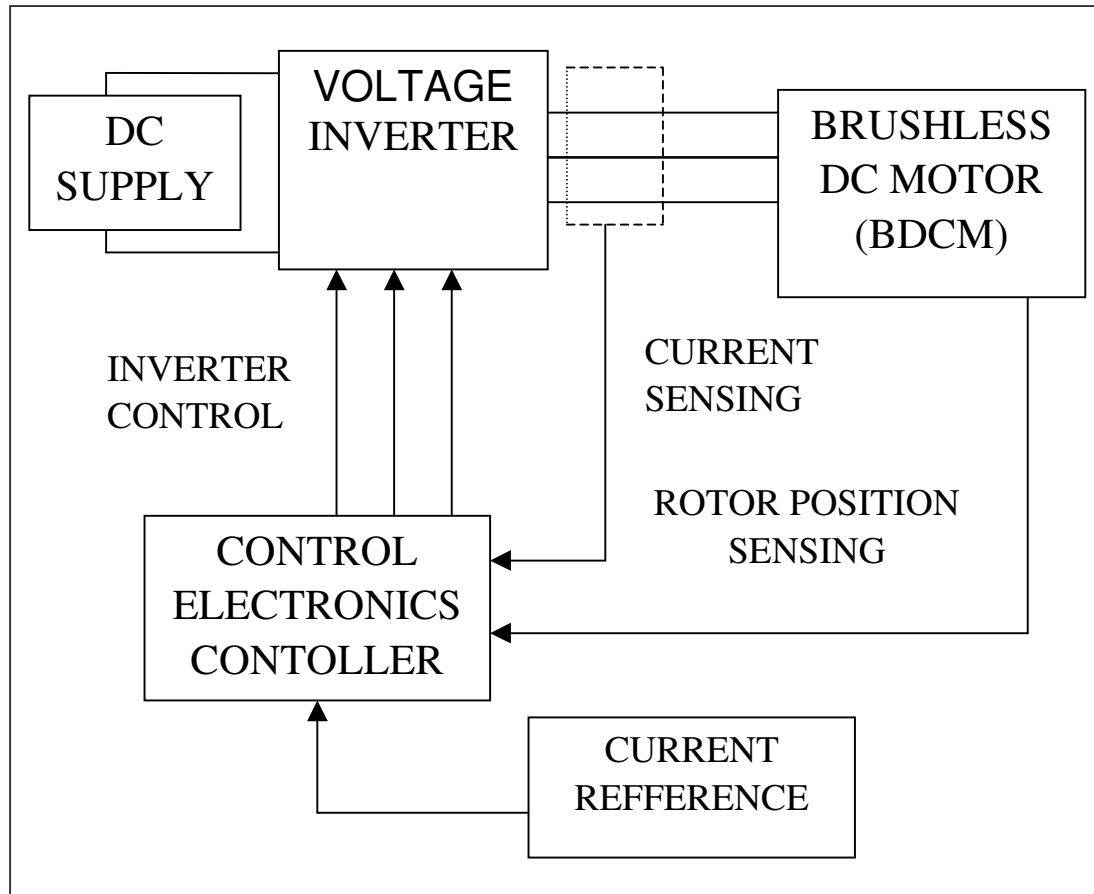 DC
SUPPLY
VOLTAGE
INVERTER
BRUSHLESS
DC MOTOR
(BDCM)
INVERTER
CONTROL
CURRENT
SENSING
ROTOR POSITION
SENSING
CONTROL
ELECTRONICS
CONTOLLER
CURRENT
REFFERENCE